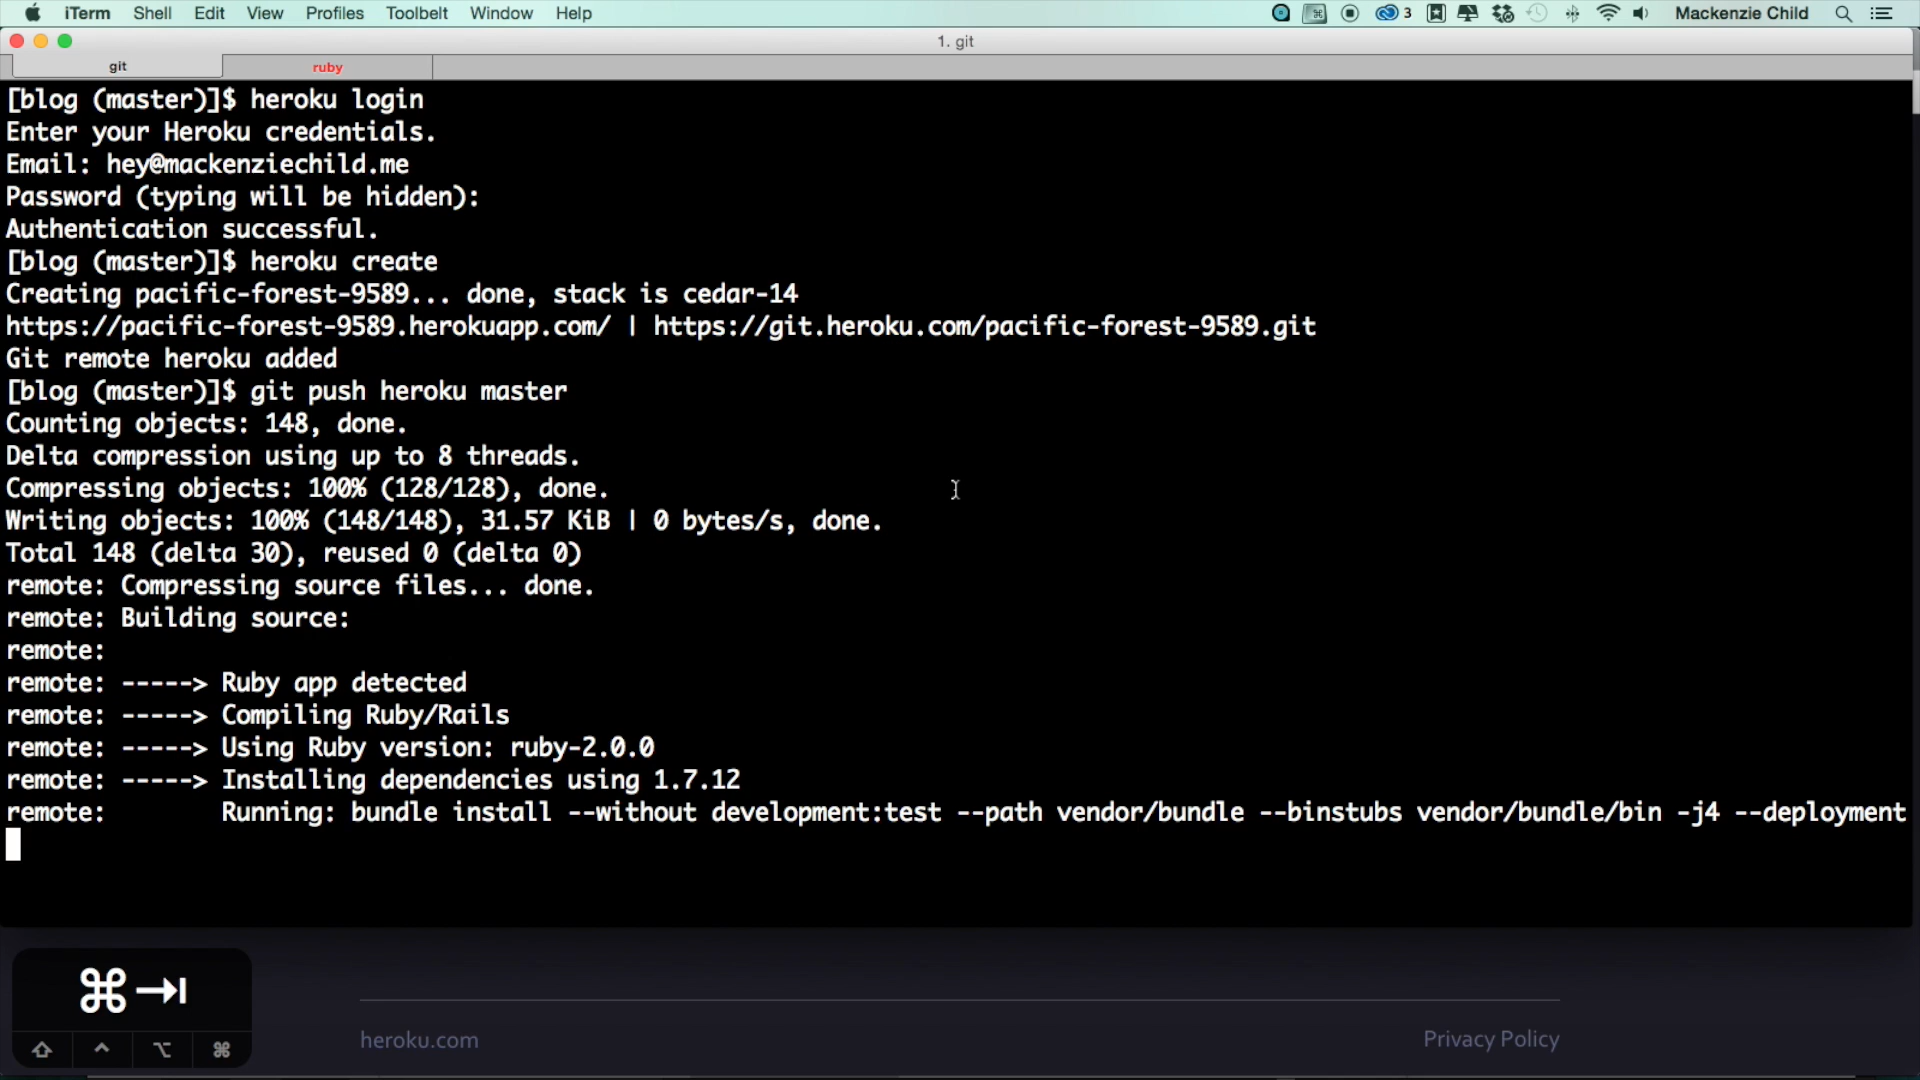 iTerm Shell Edit View Profiles Toolbelt Window Help 3 Mackenzie Child
1. git
git ruby
[blog (master)]$ heroku login
Enter your Heroku credentials.
Email: hey@mackenziechild.me
Password (typing will be hidden):
Authentication successful.
[blog (master)]$ heroku create
Creating pacific-forest-9589... done, stack is cedar-14
https://pacific-forest-9589.herokuapp.com/ | https://git.heroku.com/pacific-forest-9589.git
Git remote heroku added
[blog (master)]$ git push heroku master
Counting objects: 148, done.
Delta compression using up to 8 threads.
Compressing objects: 100% (128/128), done.
Writing objects: 100% (148/148), 31.57 KiB | 0 bytes/s, done.
Total 148 (delta 30), reused 0 (delta 0)
remote: Compressing source files... done.
remote: Building source:
remote:
remote: -----> Ruby app detected
remote: -----> Compiling Ruby/Rails
remote: -----> Using Ruby version: ruby-2.0.0
remote: -----> Installing dependencies using 1.7.12
remote:        Running: bundle install --without development:test --path vendor/bundle --binstubs vendor/bundle/bin -j4 --deployment
⌘⇥
⇧ ⌃ ⌥ ⌘
heroku.com Privacy Policy